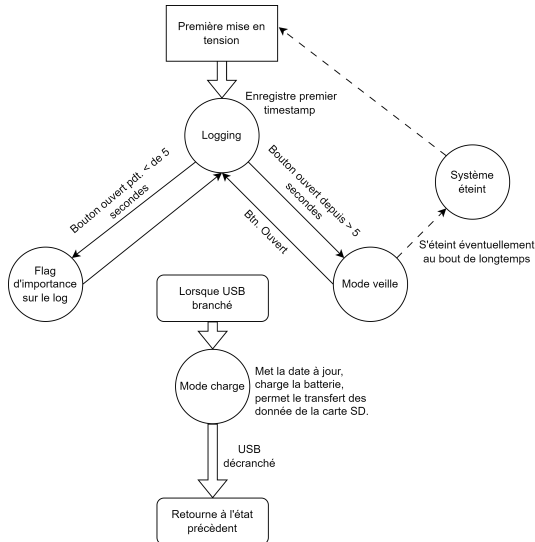 Première mise en
tension
Enregistre premier
timestamp
Logging
Bouton ouvert pdt. < de 5
secondes
Bouton ouvert depuis > 5
secondes
Btn. Ouvert
Système
éteint
S'éteint éventuellement
au bout de longtemps
Flag
d'importance
sur le log
Mode veille
Lorsque USB
branché
Mode charge
Met la date à jour,
charge la batterie,
permet le transfert des
donnée de la carte SD.
USB
décranché
Retourne à l'état
précèdent